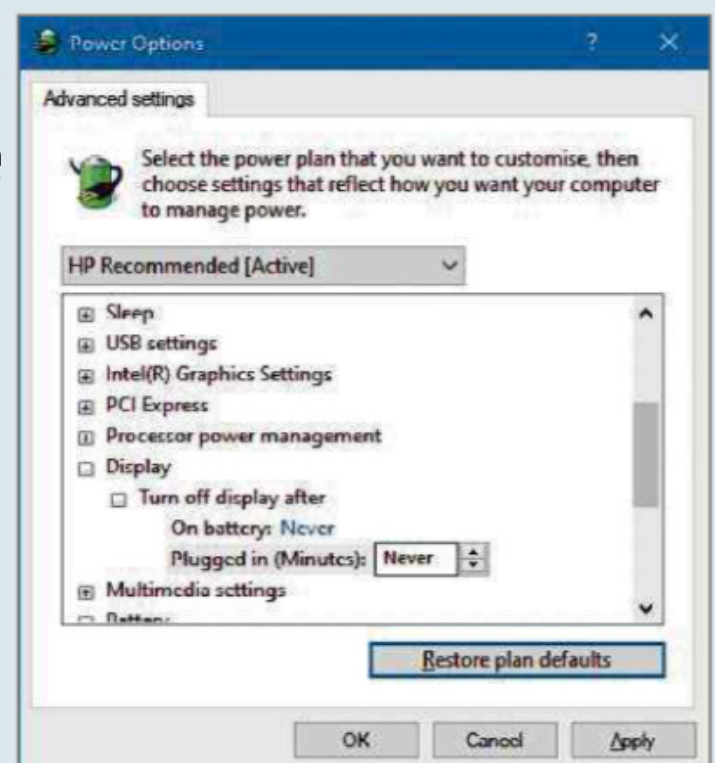 Power Options
?
Advanced settings
Select the power plan that you want to customise, then
choose settings that reflect how you want your computer
to manage power.
HP Recommended [Active]
Sleep
USB settings
Intel(R) Graphics Settings
PCI Express
Processor power management
Display
Turn off display after
On battery: Never
Plugged in (Minutes): Never
Multimedia settings
Battery
Restore plan defaults
OK Cancel Apply